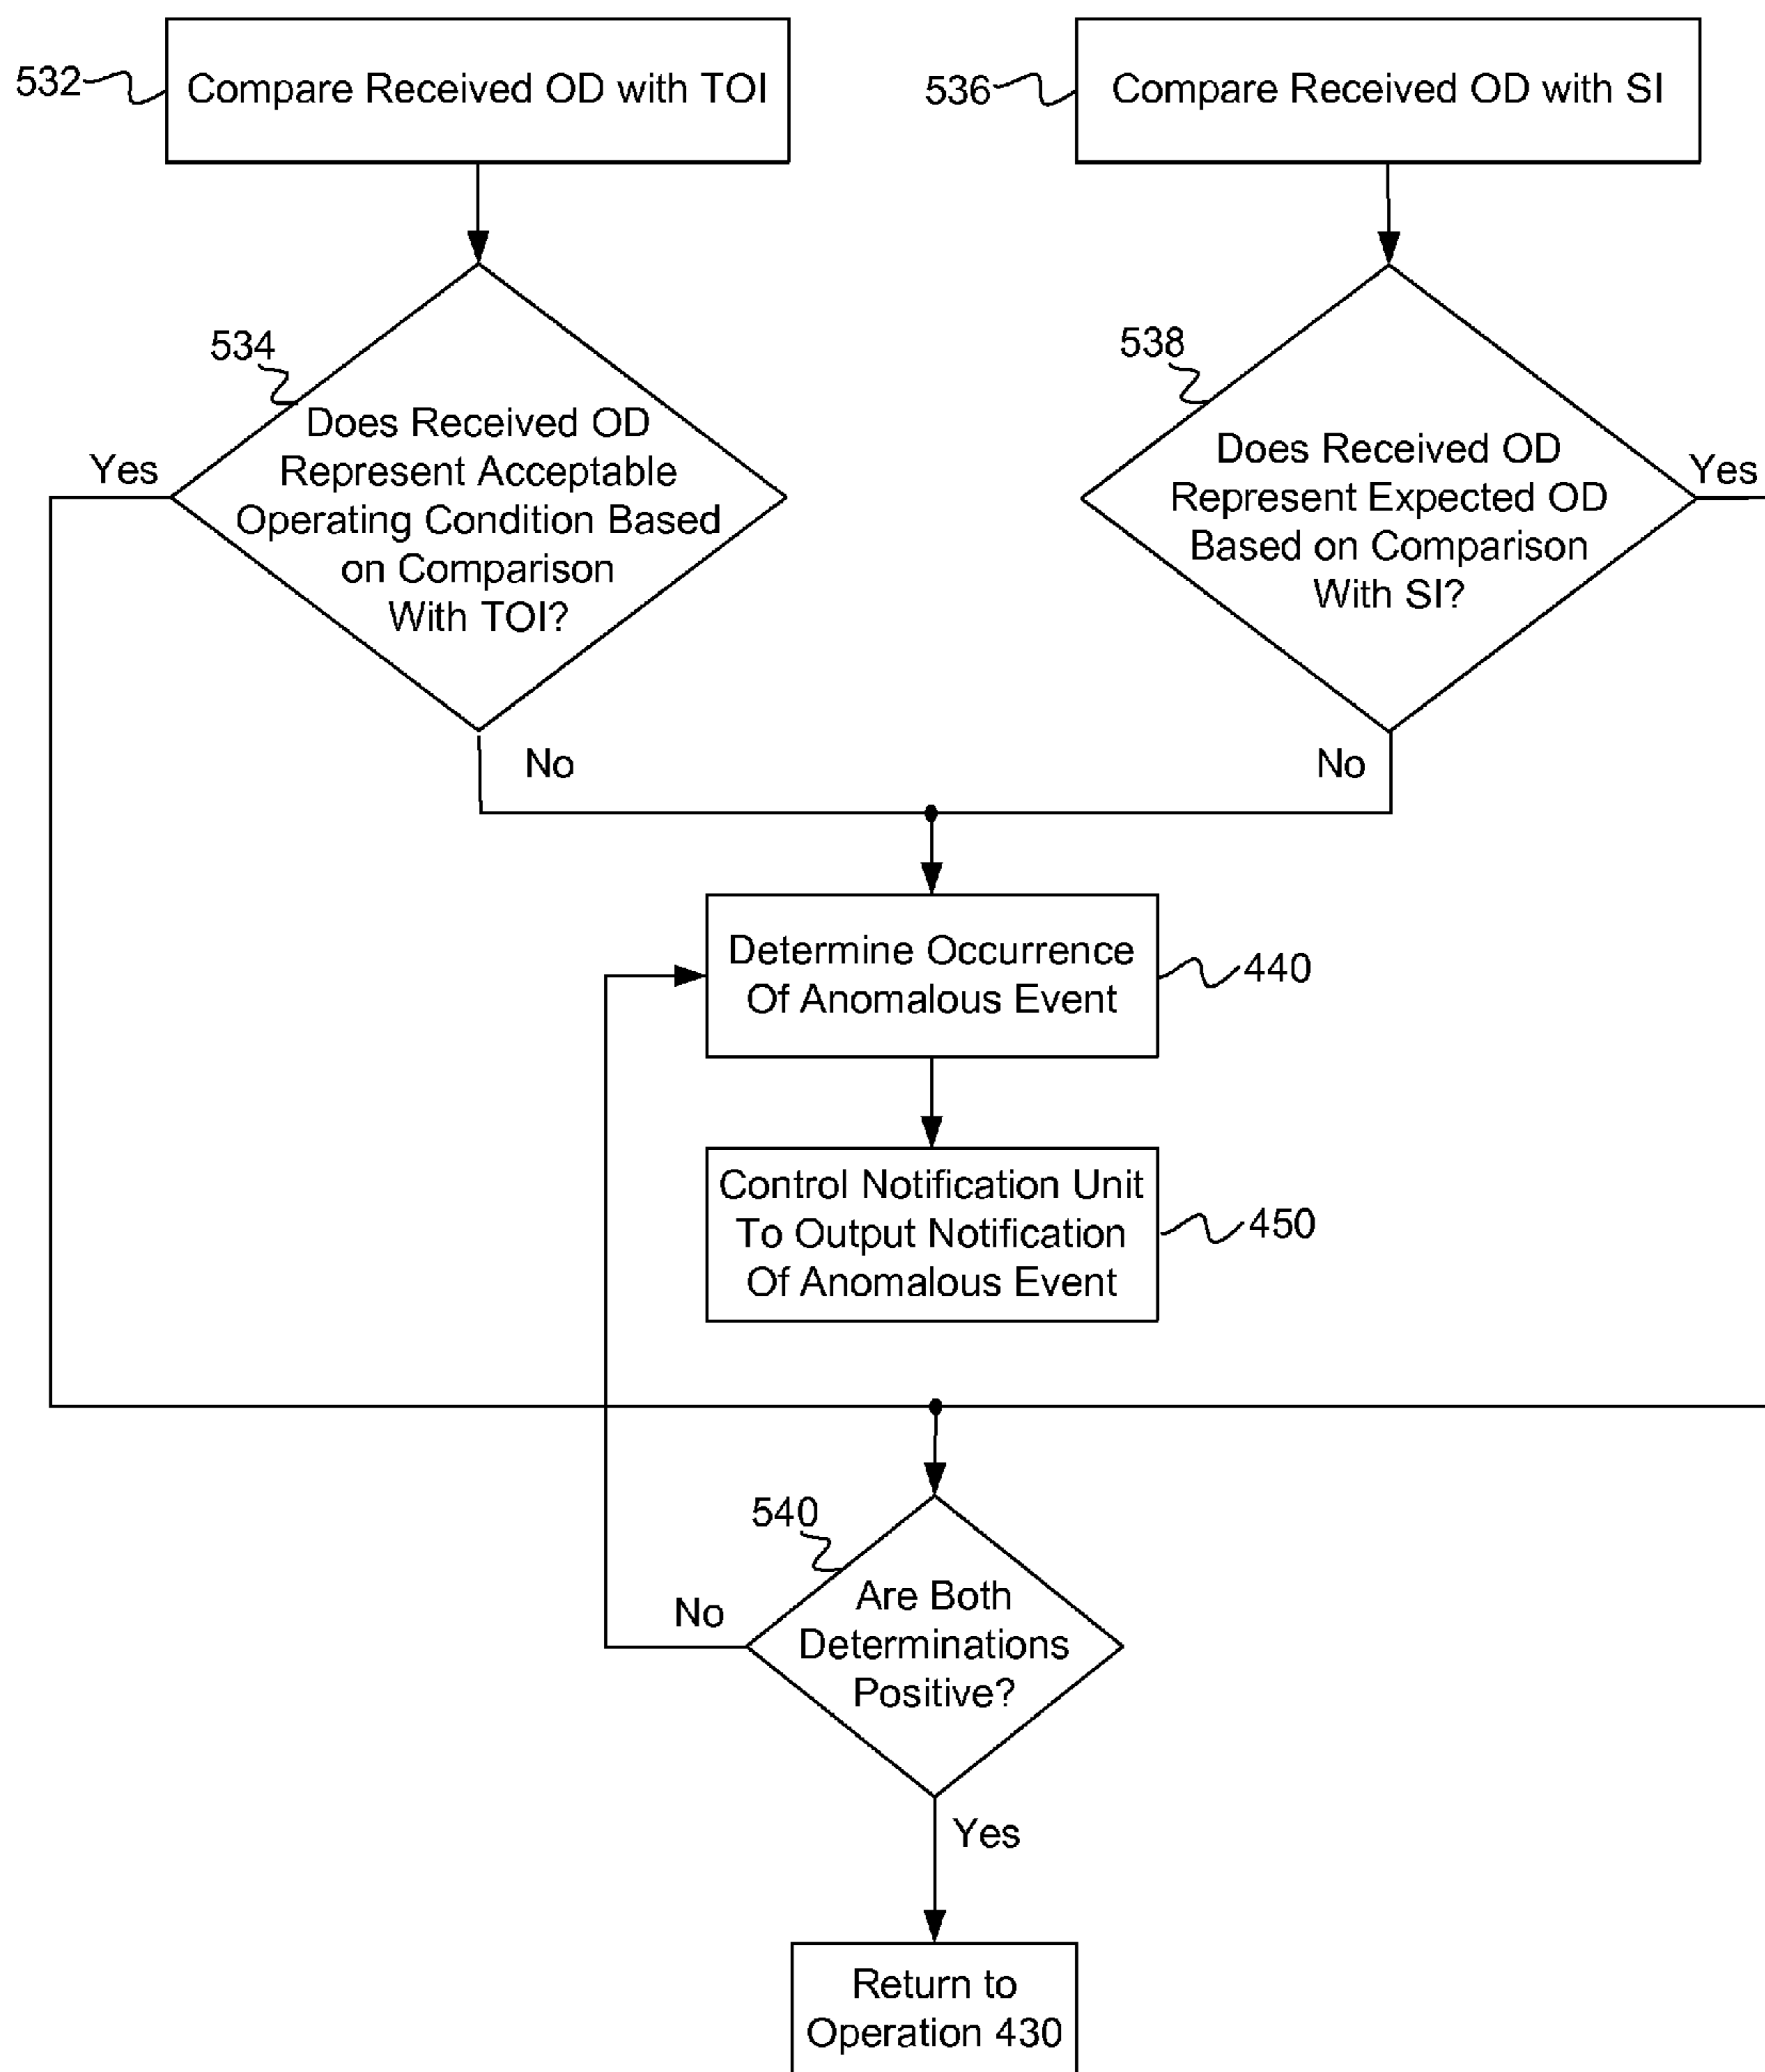 532
Compare Received OD with TOI
536
Compare Received OD with SI
534
Does Received OD
Represent Acceptable
Operating Condition Based
on Comparison
With TOI?
Yes
538
Does Received OD
Represent Expected OD
Based on Comparison
With SI?
Yes
No
No
Determine Occurrence
Of Anomalous Event
440
Control Notification Unit
To Output Notification
Of Anomalous Event
450
540
Are Both
Determinations
Positive?
No
Yes
Return to
Operation 430